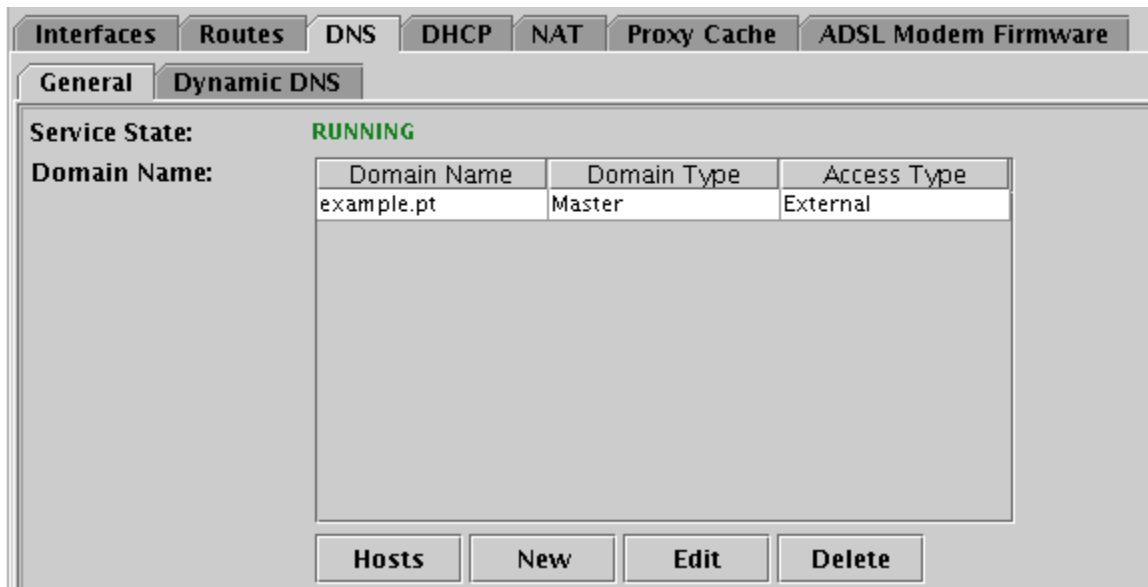 Interfaces Routes DNS DHCP NAT Proxy Cache ADSL Modem Firmware
General Dynamic DNS
Service State: RUNNING
Domain Name: Domain Name Domain Type Access Type
example.pt Master External
Hosts New Edit Delete